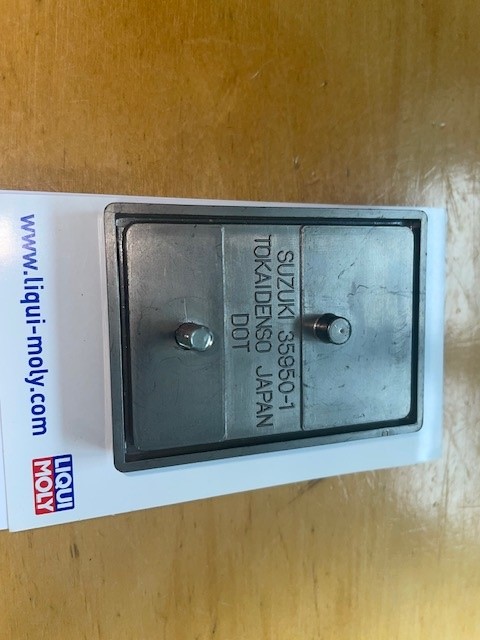 SUZUKI 35950-1
TOKAIDENSO JAPAN
DOT
www.liqui-moly.com
LIQUI
MOLY